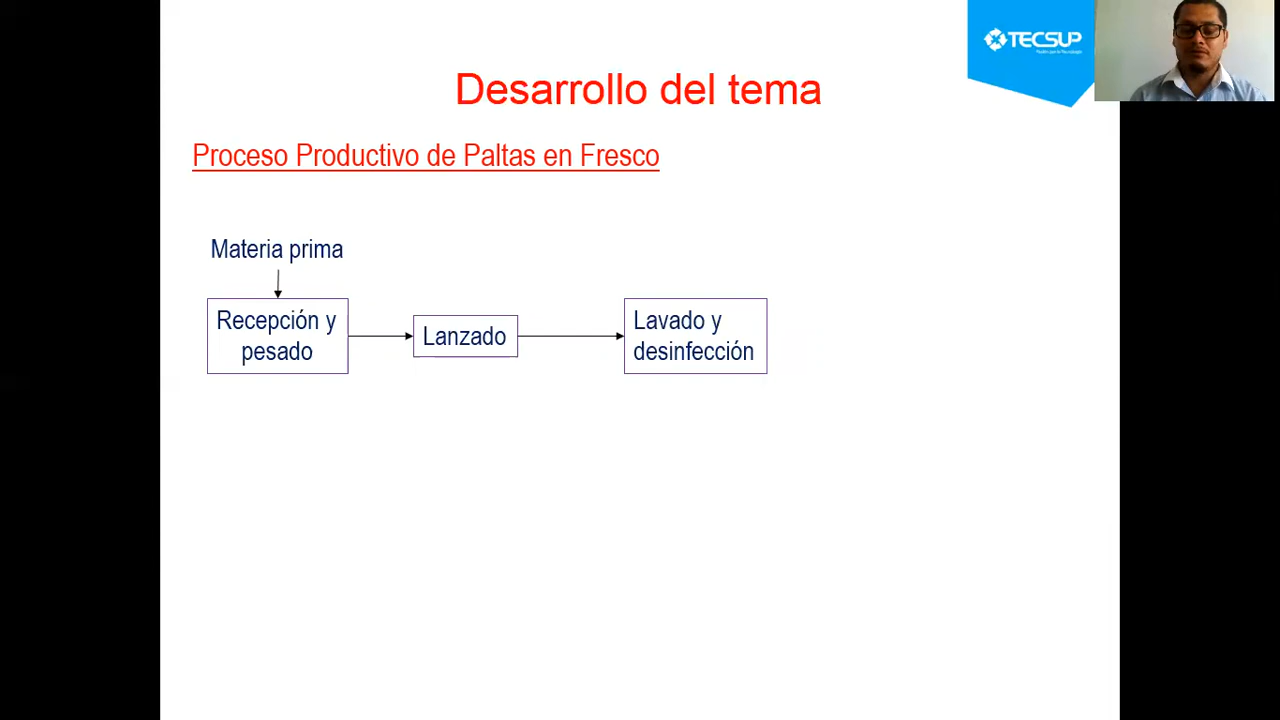 TECSUP
Desarrollo del tema
Proceso Productivo de Paltas en Fresco
Materia prima
Recepción y
pesado
Lanzado
Lavado y
desinfección